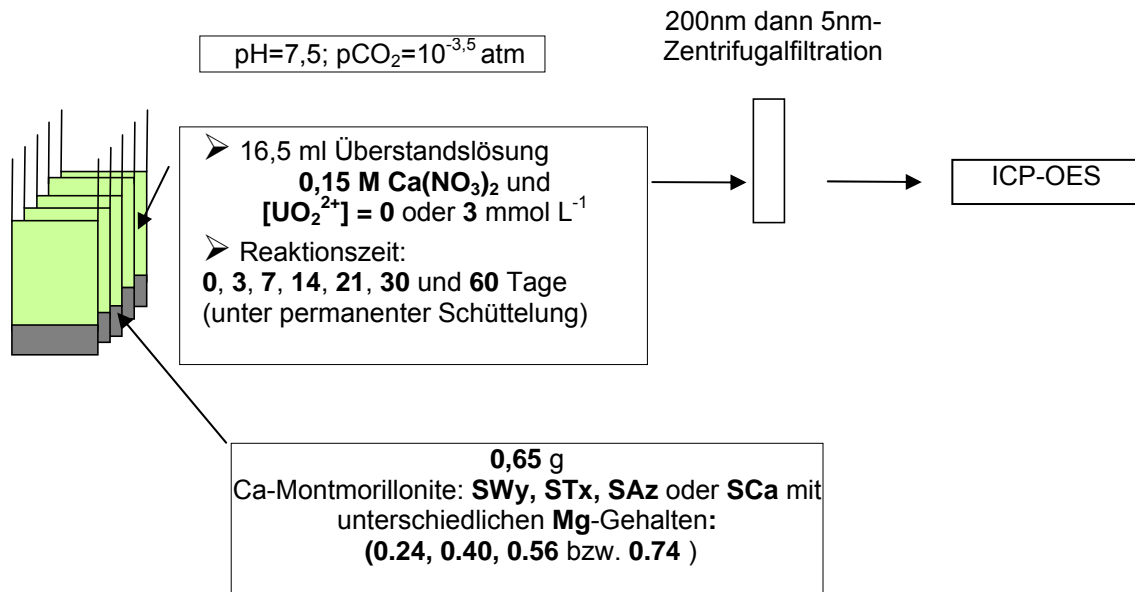 200nm dann 5nm-
Zentrifugalfiltration
pH=7,5; pCO₂=10⁻³,⁵ atm
➢ 16,5 ml Überstandslösung
0,15 M Ca(NO₃)₂ und
[UO₂²⁺] = 0 oder 3 mmol L⁻¹
➢ Reaktionszeit:
0, 3, 7, 14, 21, 30 und 60 Tage
(unter permanenter Schüttelung)
ICP-OES
0,65 g
Ca-Montmorillonite: SWy, STx, SAz oder SCa mit
unterschiedlichen Mg-Gehalten:
(0.24, 0.40, 0.56 bzw. 0.74 )